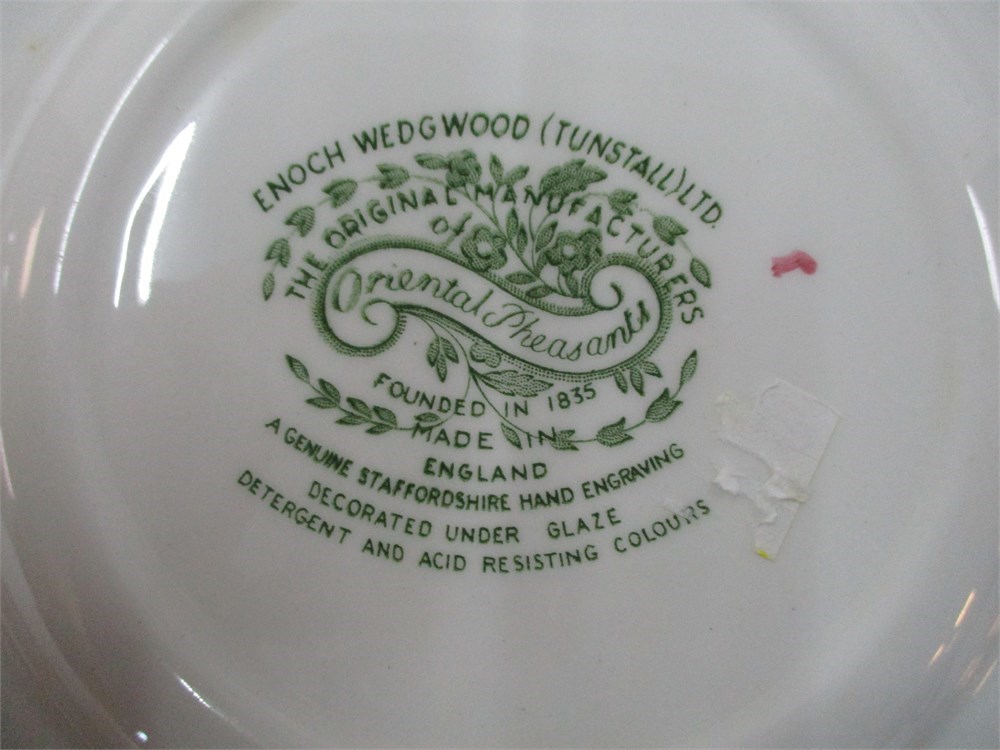 ENOCH WEDGWOOD (TUNSTALL) LTD.
THE ORIGINAL MANUFACTURERS
of
Oriental Pheasants
FOUNDED IN 1835
MADE IN
ENGLAND
A GENUINE STAFFORDSHIRE HAND ENGRAVING
DECORATED UNDER GLAZE
DETERGENT AND ACID RESISTING COLOURS